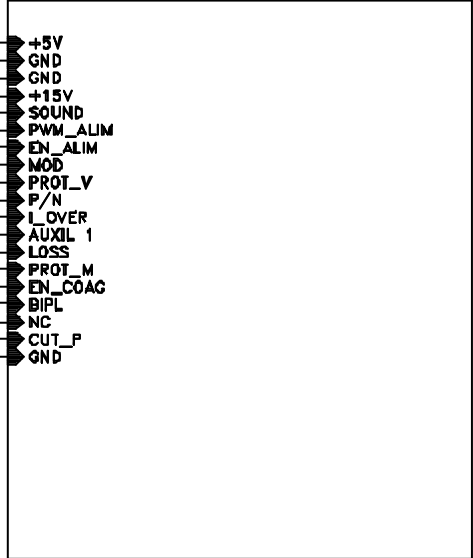 +5V
GND
GND
+15V
SOUND
PWM_ALIM
EN_ALIM
MOD
PROT_V
P/N
I_OVER
AUXIL 1
LOSS
PROT_M
EN_COAG
BIPL
NC
CUT_P
GND